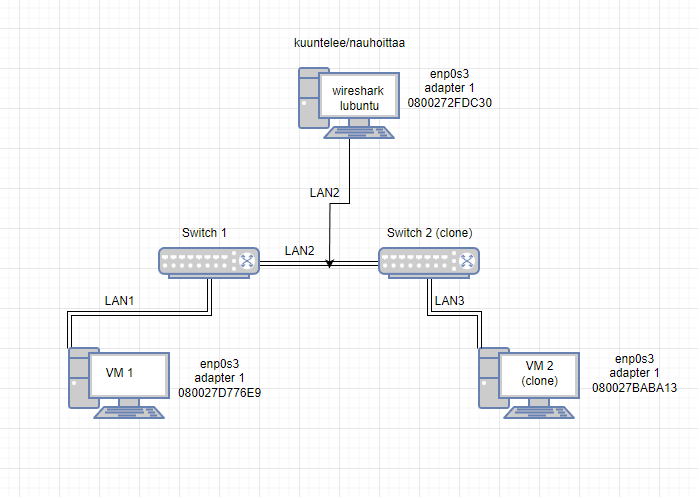 kuuntelee/nauhoittaa
wireshark
lubuntu
enp0s3
adapter 1
0800272FDC30
LAN2
Switch 1
LAN2
Switch 2 (clone)
LAN1
LAN3
VM 1
enp0s3
adapter 1
080027D776E9
VM 2
(clone)
enp0s3
adapter 1
080027BABA13